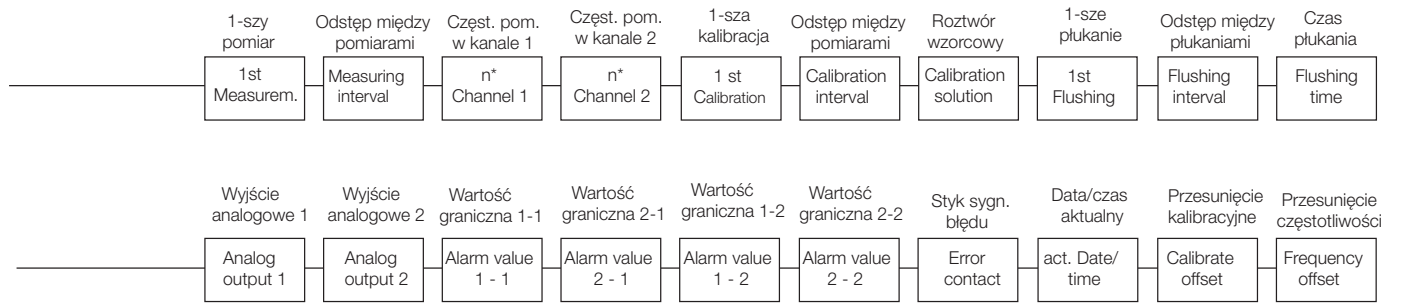 1-szy
pomiar
Odstęp między
pomiarami
Częst. pom.
w kanale 1
Częst. pom.
w kanale 2
1-sza
kalibracja
Odstęp między
pomiarami
Roztwór
wzorcowy
1-sze
płukanie
Odstęp między
płukaniami
Czas
płukania
1st
Measurem.
Measuring
interval
n*
Channel 1
n*
Channel 2
1 st
Calibration
Calibration
interval
Calibration
solution
1st
Flushing
Flushing
interval
Flushing
time
Wyjście
analogowe 1
Wyjście
analogowe 2
Wartość
graniczna 1-1
Wartość
graniczna 2-1
Wartość
graniczna 1-2
Wartość
graniczna 2-2
Styk sygn.
błędu
Data/czas
aktualny
Przesunięcie
kalibracyjne
Przesunięcie
częstotliwości
Analog
output 1
Analog
output 2
Alarm value
1 - 1
Alarm value
2 - 1
Alarm value
1 - 2
Alarm value
2 - 2
Error
contact
act. Date/
time
Calibrate
offset
Frequency
offset